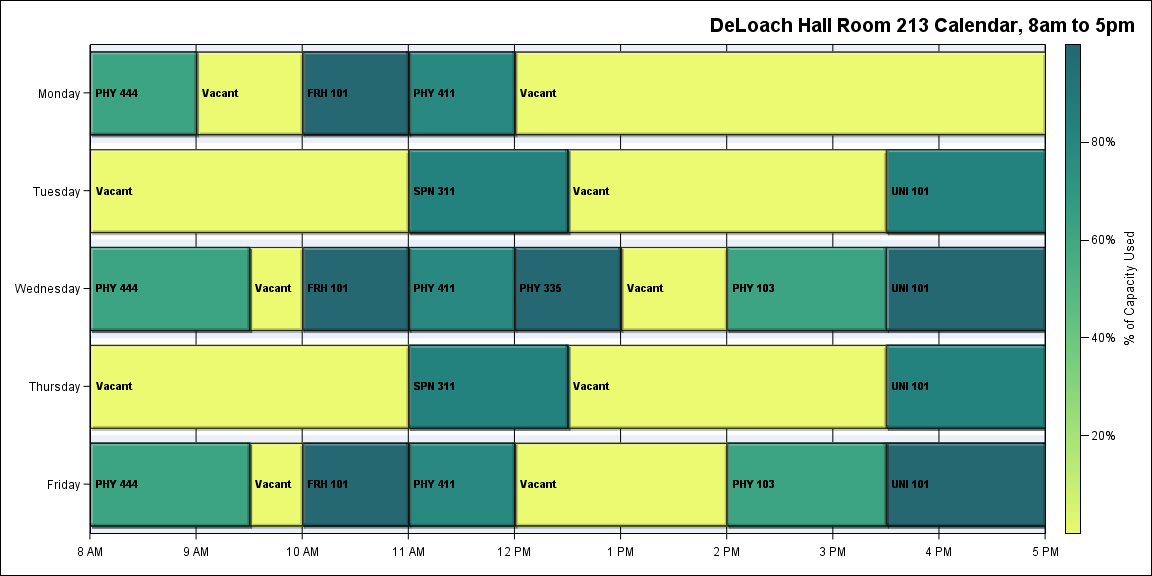 DeLoach Hall Room 213 Calendar, 8am to 5pm
Monday
PHY 444
Vacant
FRH 101
PHY 411
Vacant
Tuesday
Vacant
SPN 311
Vacant
UNI 101
Wednesday
PHY 444
Vacant
FRH 101
PHY 411
PHY 335
Vacant
PHY 103
UNI 101
Thursday
Vacant
SPN 311
Vacant
UNI 101
Friday
PHY 444
Vacant
FRH 101
PHY 411
Vacant
PHY 103
UNI 101
8 AM
9 AM
10 AM
11 AM
12 PM
1 PM
2 PM
3 PM
4 PM
5 PM
80%
60%
40%
20%
% of Capacity Used